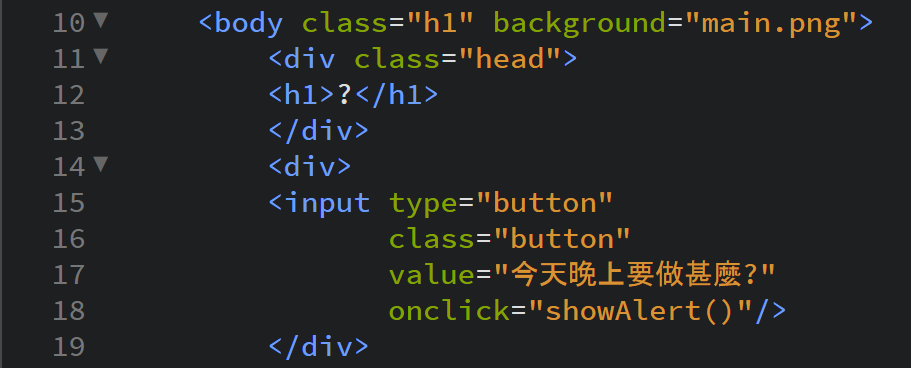 10 <body class="h1" background="main.png">
11 <div class="head">
12 <h1>?</h1>
13 </div>
14 <div>
15 <input type="button"
16 class="button"
17 value="今天晚上要做甚麼?"
18 onclick="showAlert()"/>
19 </div>